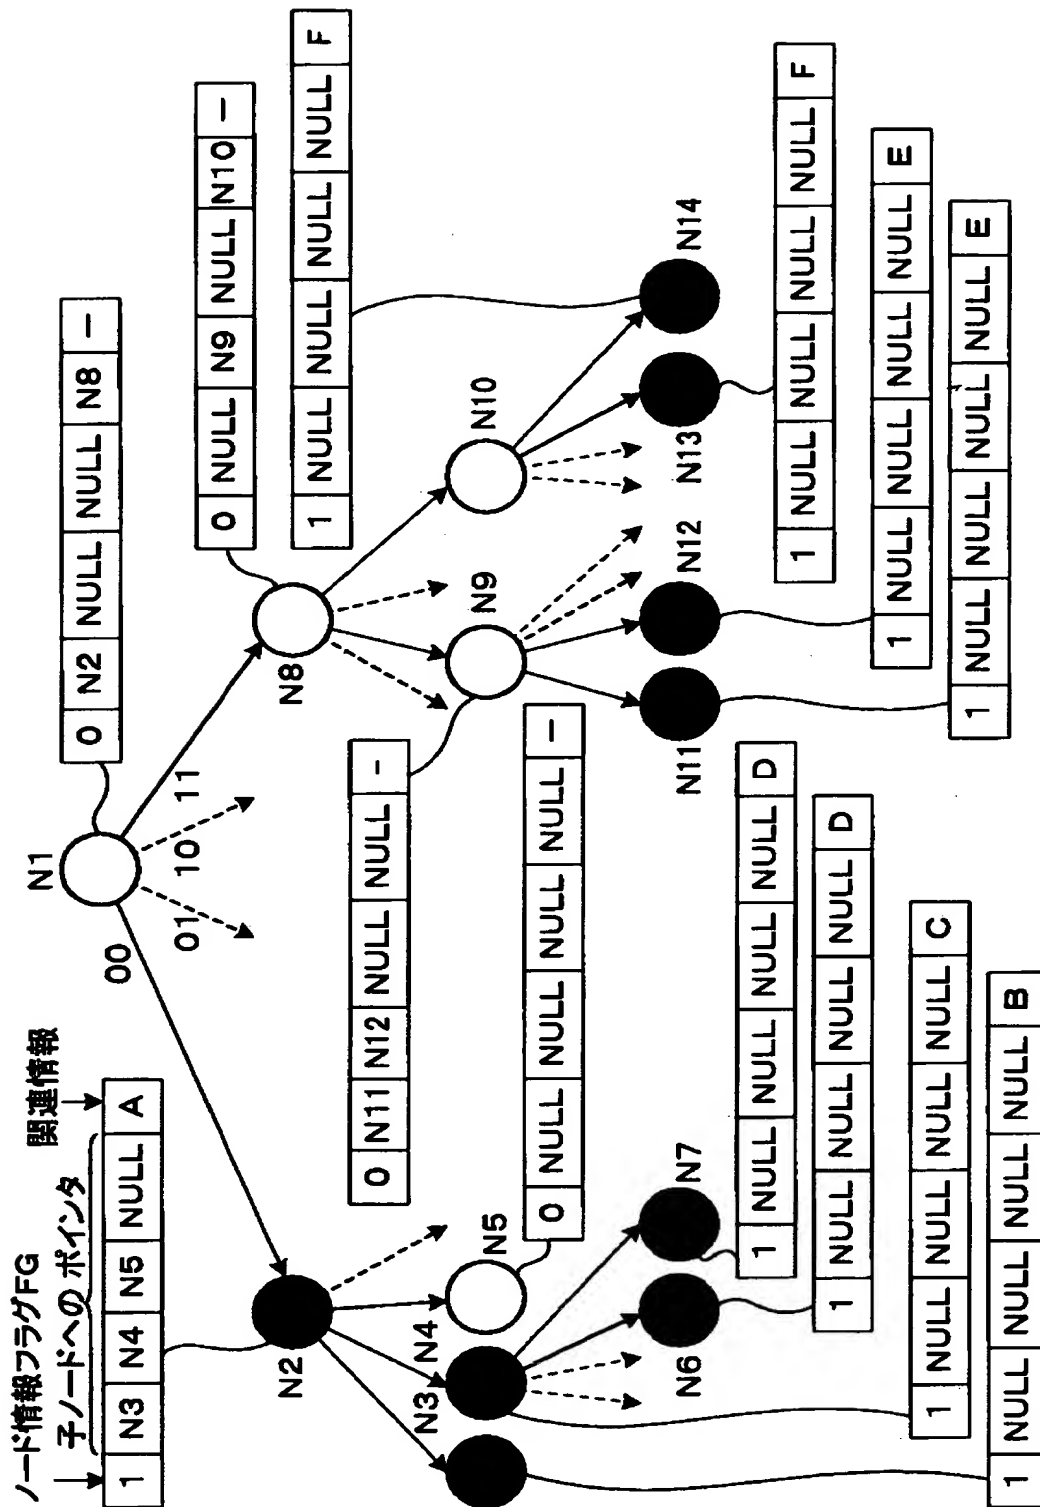 ノード情報フラグFG
子ノードへのポインタ
関連情報
1 N3 N4 N5 NULL A
N1
0 N2 NULL NULL N8 -
00
01
10
11
N2
N8
0 NULL N9 NULL N10 -
1 NULL NULL NULL NULL F
0 N11 N12 NULL NULL -
N3
N4
N5
N9
N10
0 NULL NULL NULL NULL -
N6
N7
N11
N12
N13
N14
1 NULL NULL NULL NULL D
1 NULL NULL NULL NULL D
1 NULL NULL NULL NULL C
1 NULL NULL NULL NULL B
1 NULL NULL NULL NULL F
1 NULL NULL NULL NULL E
1 NULL NULL NULL NULL E